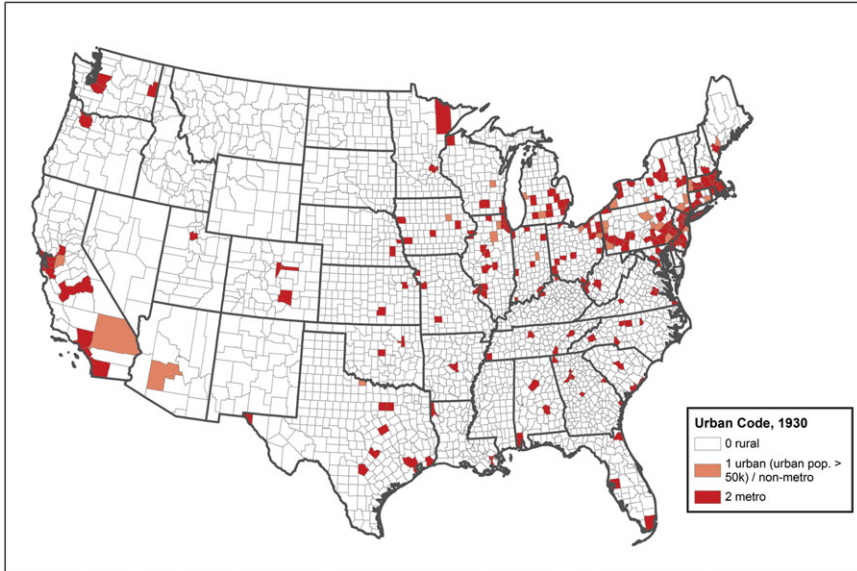 Urban Code, 1930
0 rural
1 urban (urban pop. >
50k) / non-metro
2 metro